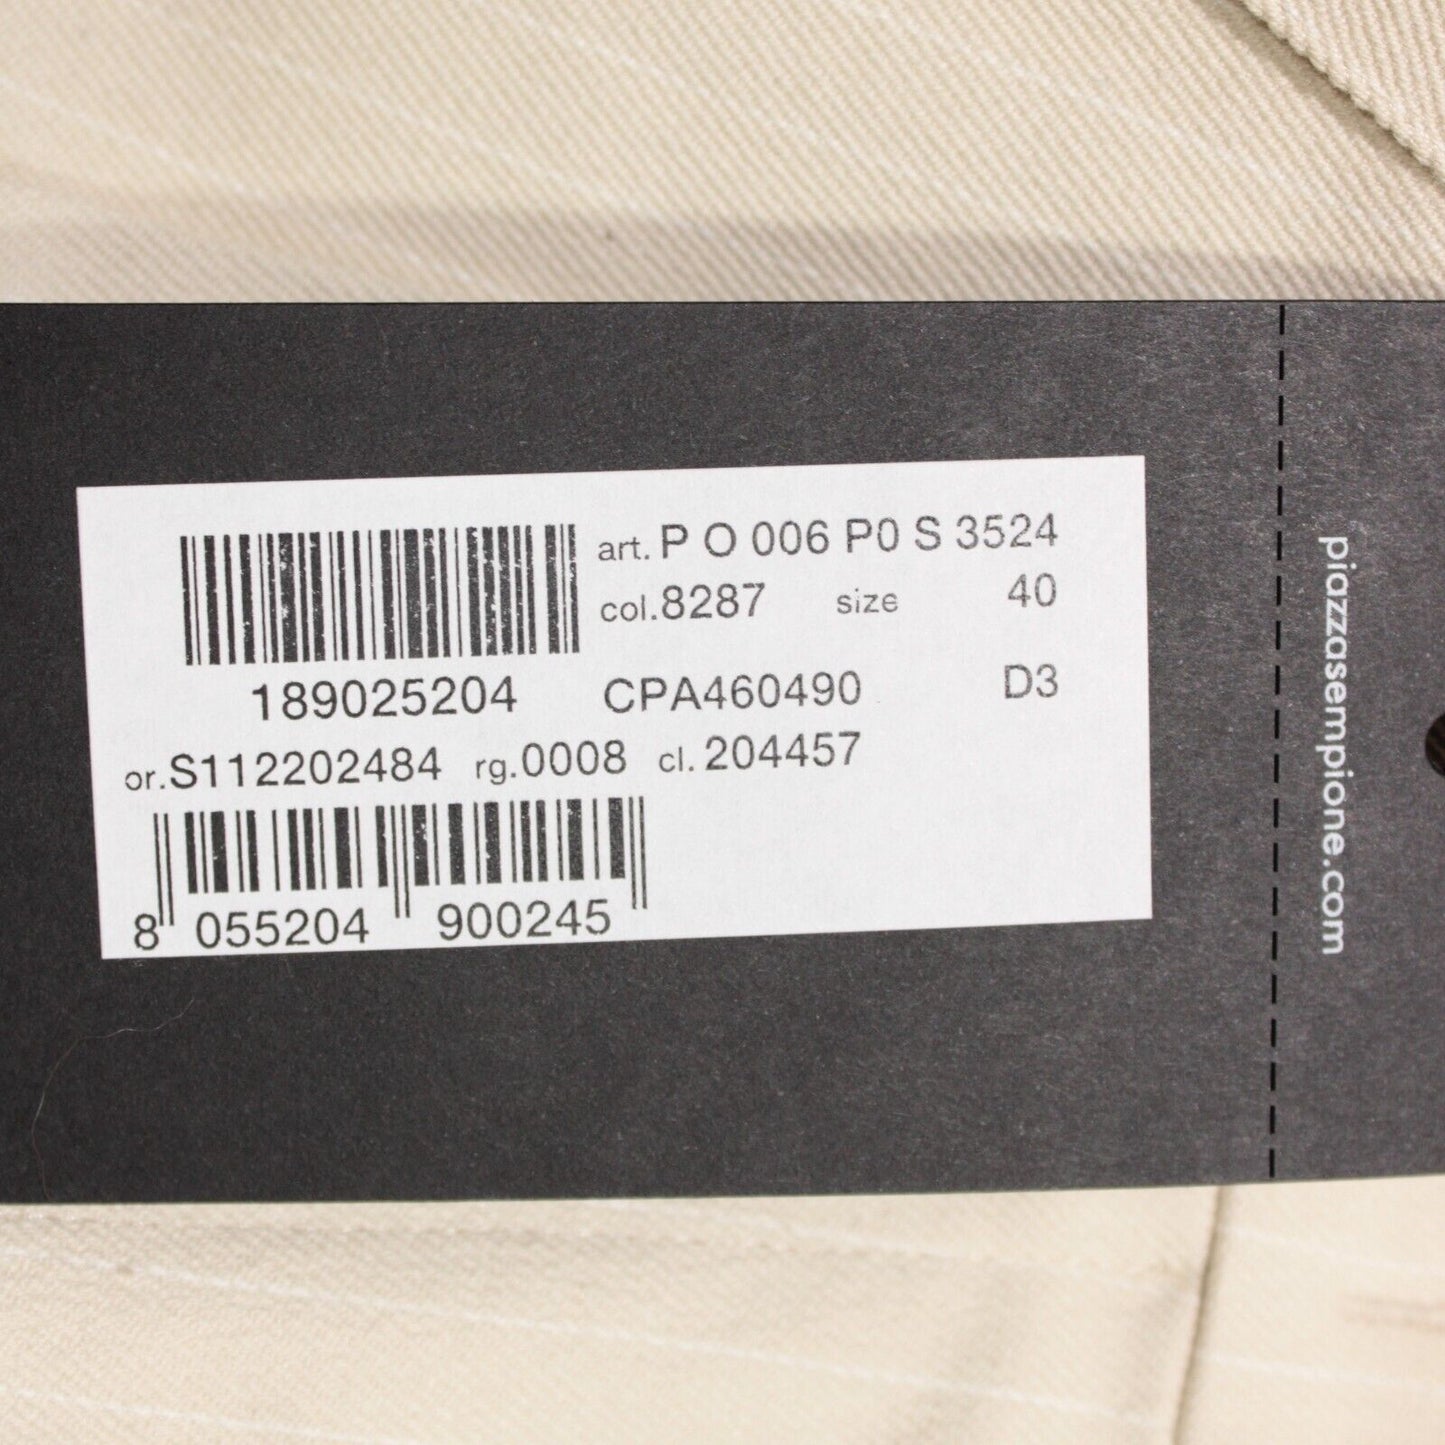 art. P O 006 P0 S 3524
col. 8287 size 40
189025204 CPA460490 D3
or. S112202484 rg. 0008 cl. 204457
8 055204 900245
piazzasempione.com